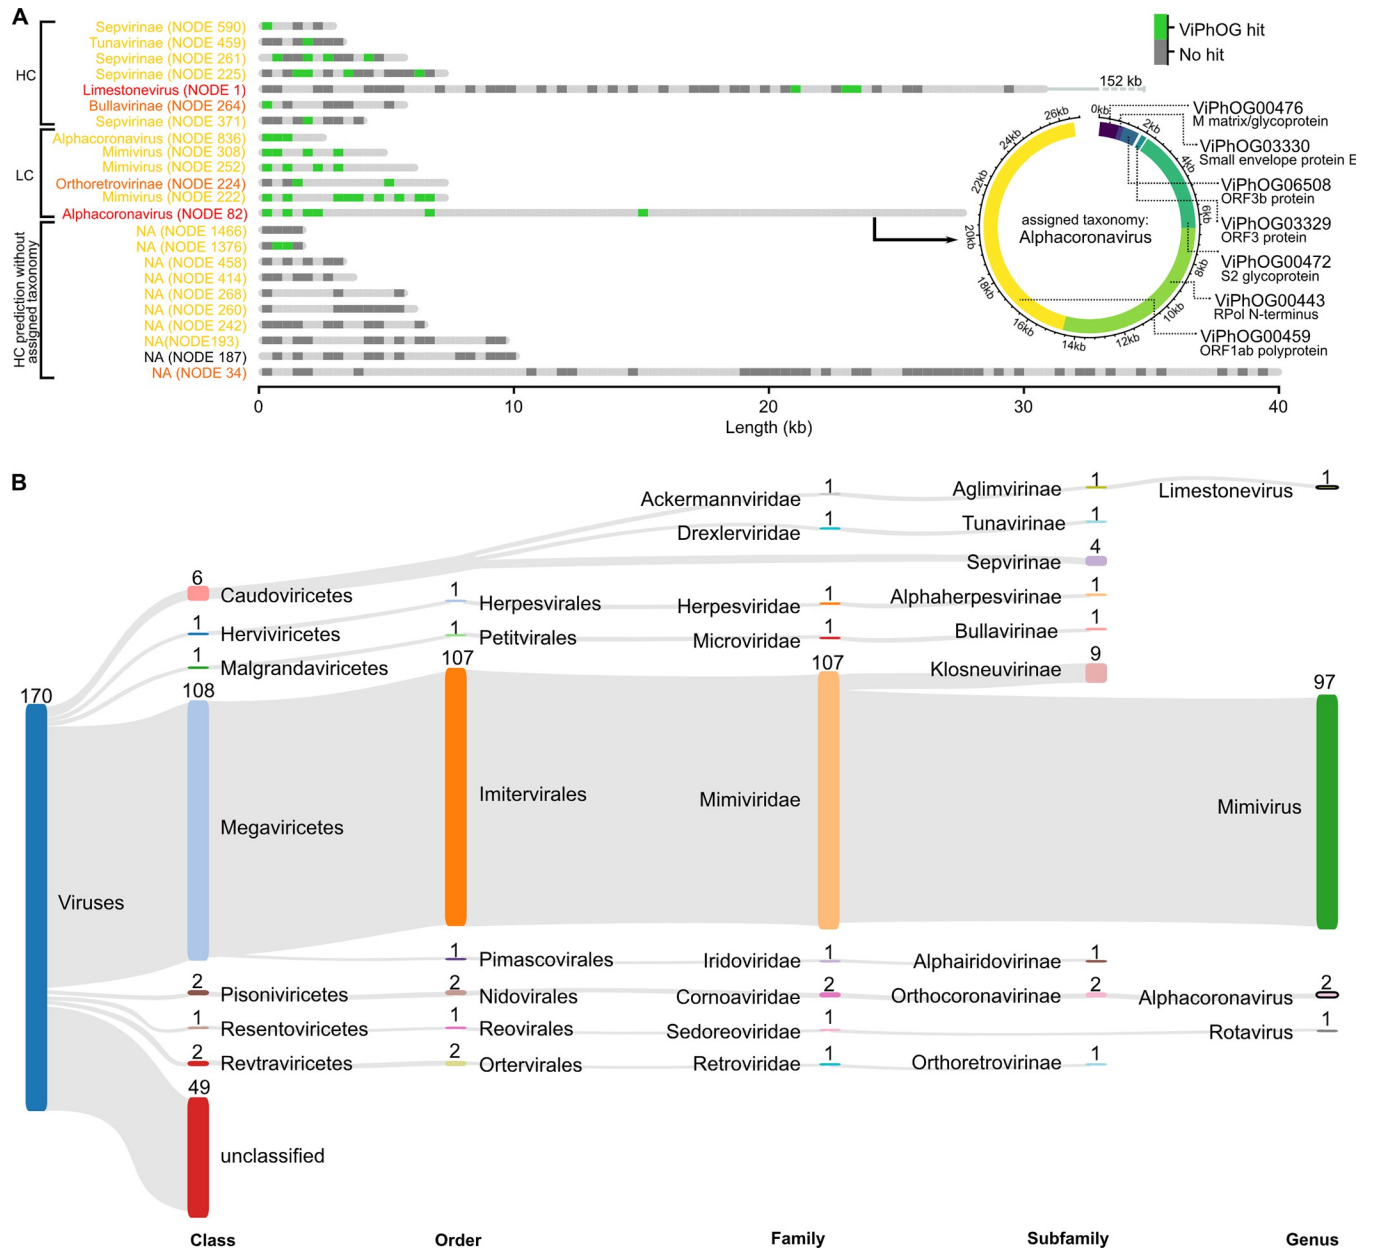 A
HC
Sepvirinae (NODE 590)
Tunavirinae (NODE 459)
Sepvirinae (NODE 261)
Sepvirinae (NODE 225)
Limestonevirus (NODE 1)
Bullavirinae (NODE 264)
Sepvirinae (NODE 371)
LC
Alphacoronavirus (NODE 836)
Mimivirus (NODE 308)
Mimivirus (NODE 252)
Orthoretrovirinae (NODE 224)
Mimivirus (NODE 222)
Alphacoronavirus (NODE 82)
HC prediction without
assigned taxonomy
NA (NODE 1466)
NA (NODE 1376)
NA (NODE 458)
NA (NODE 414)
NA (NODE 268)
NA (NODE 260)
NA (NODE 242)
NA(NODE193)
NA (NODE 187)
NA (NODE 34)
0
10
20
30
40
Length (kb)
152 kb
ViPhOG hit
No hit
0kb
2kb
4kb
6kb
8kb
10kb
12kb
14kb
16kb
18kb
20kb
22kb
24kb
26kb
assigned taxonomy:
Alphacoronavirus
ViPhOG00476
M matrix/glycoprotein
ViPhOG03330
Small envelope protein E
ViPhOG06508
ORF3b protein
ViPhOG03329
ORF3 protein
ViPhOG00472
S2 glycoprotein
ViPhOG00443
RPol N-terminus
ViPhOG00459
ORF1ab polyprotein
B
170
Viruses
6
Caudoviricetes
1
Herviviricetes
1
Malgrandaviricetes
108
Megaviricetes
2
Pisoniviricetes
1
Resentoviricetes
2
Revtraviricetes
49
unclassified
1
Herpesvirales
1
Petitvirales
107
Imitervirales
1
Pimascovirales
2
Nidovirales
1
Reovirales
2
Ortervirales
Ackermannviridae
1
Drexlerviridae
1
Herpesviridae
1
Microviridae
1
Mimiviridae
107
Iridoviridae
1
Cornoaviridae
2
Sedoreoviridae
1
Retroviridae
1
Aglimvirinae
1
Tunavirinae
1
Sepvirinae
4
Alphaherpesvirinae
1
Bullavirinae
1
Klosneuvirinae
9
Alphairidovirinae
1
Orthocoronavirinae
2
Orthoretrovirinae
1
Limestonevirus
1
Mimivirus
97
Alphacoronavirus
2
Rotavirus
1
Class
Order
Family
Subfamily
Genus